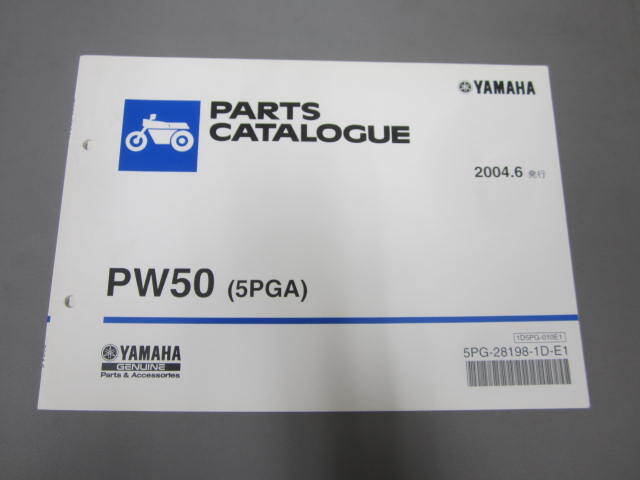 YAMAHA
PARTS
CATALOGUE
2004.6 発行
PW50 (5PGA)
YAMAHA
GENUINE
Parts & Accessories
1D5PG-010E1
5PG-28198-1D-E1